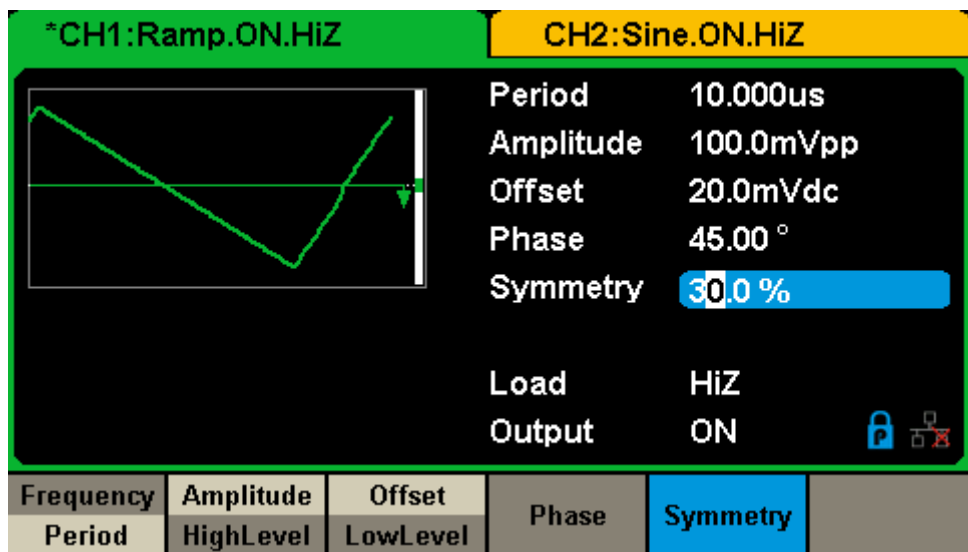 *CH1:Ramp.ON.HiZ
CH2:Sine.ON.HiZ
Period 10.000us
Amplitude 100.0mVpp
Offset 20.0mVdc
Phase 45.00 °
Symmetry 30.0 %
Load HiZ
Output ON
P
Frequency Amplitude Offset Phase Symmetry
Period HighLevel LowLevel